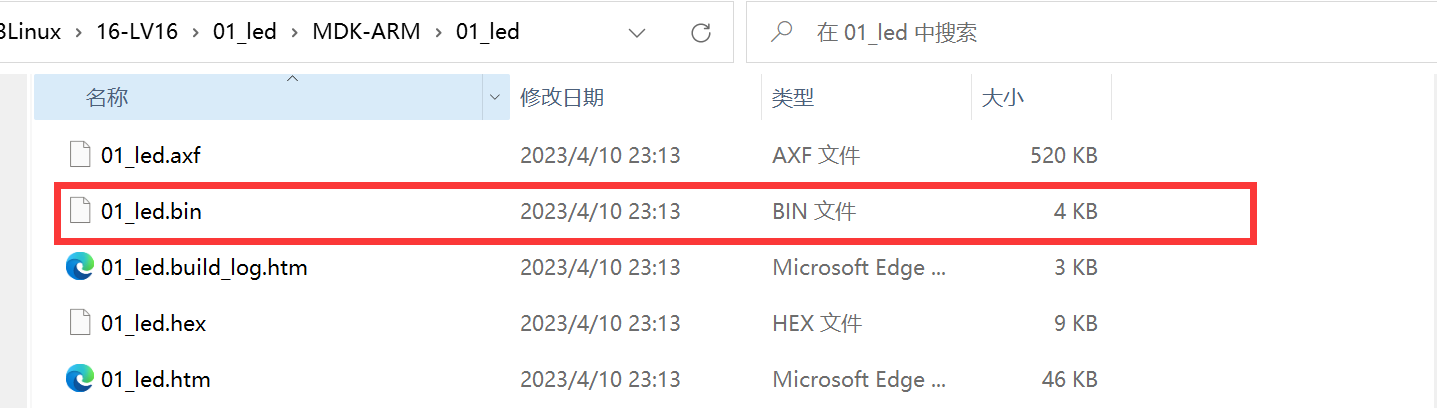 3Linux › 16-LV16 › 01_led › MDK-ARM › 01_led 在 01_led 中搜索
名称 修改日期 类型 大小
01_led.axf 2023/4/10 23:13 AXF 文件 520 KB
01_led.bin 2023/4/10 23:13 BIN 文件 4 KB
01_led.build_log.htm 2023/4/10 23:13 Microsoft Edge ... 3 KB
01_led.hex 2023/4/10 23:13 HEX 文件 9 KB
01_led.htm 2023/4/10 23:13 Microsoft Edge ... 46 KB